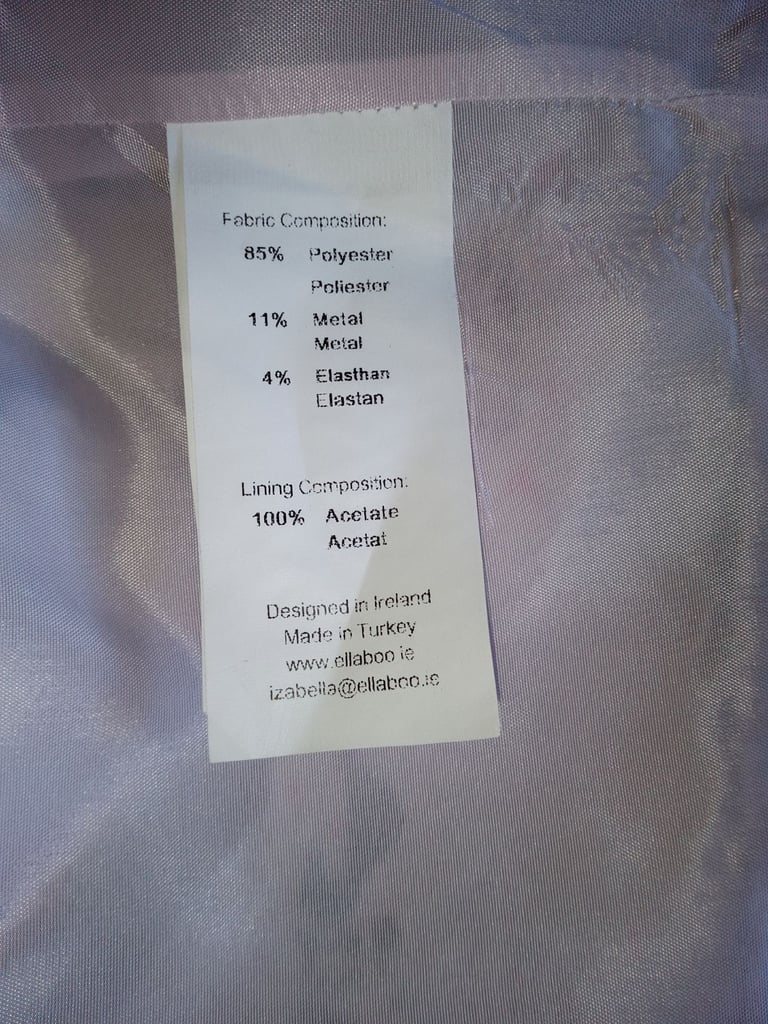 Fabric Composition:
85% Polyester
Poliester
11% Metal
Metal
4% Elasthan
Elastan
Lining Composition:
100% Acetate
Acetat
Designed in Ireland
Made in Turkey
www.ellaboo.ie
izabella@ellaboo.ie